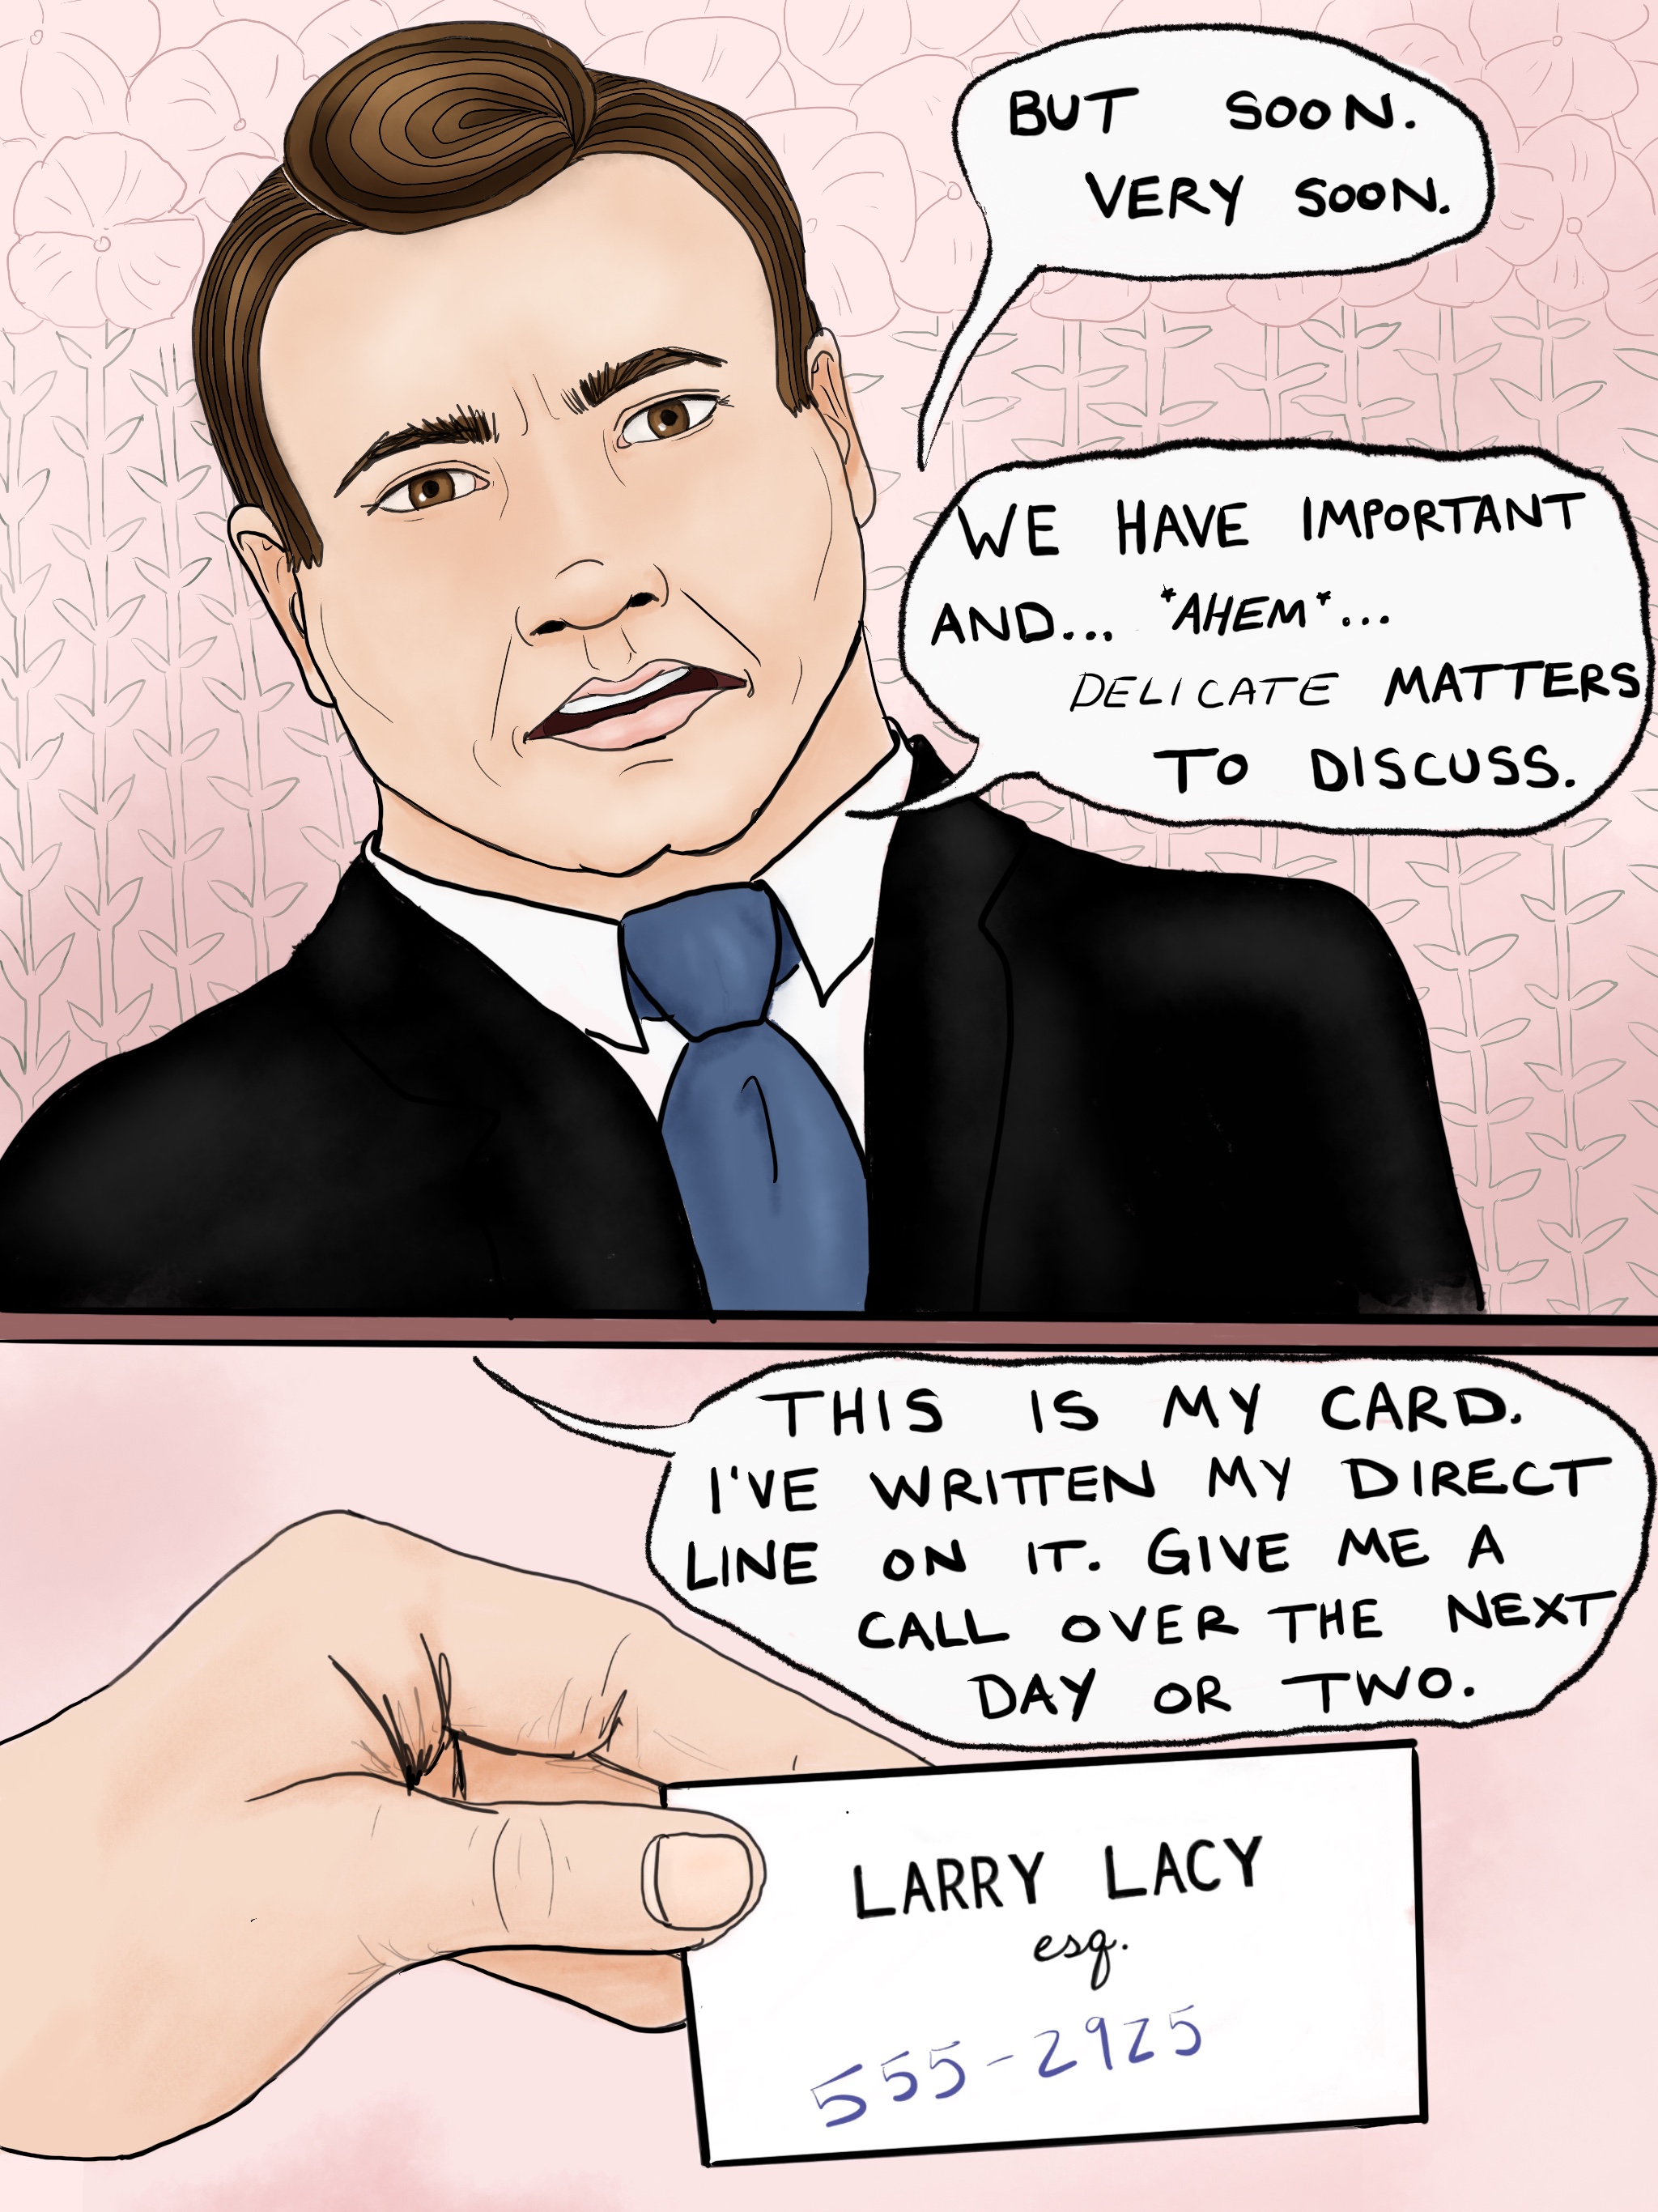 BUT SOON.
VERY SOON.
WE HAVE IMPORTANT
AND... *AHEM*...
DELICATE MATTERS
TO DISCUSS.
THIS IS MY CARD.
I'VE WRITTEN MY DIRECT
LINE ON IT. GIVE ME A
CALL OVER THE NEXT
DAY OR TWO.
LARRY LACY
esq.
555-2925